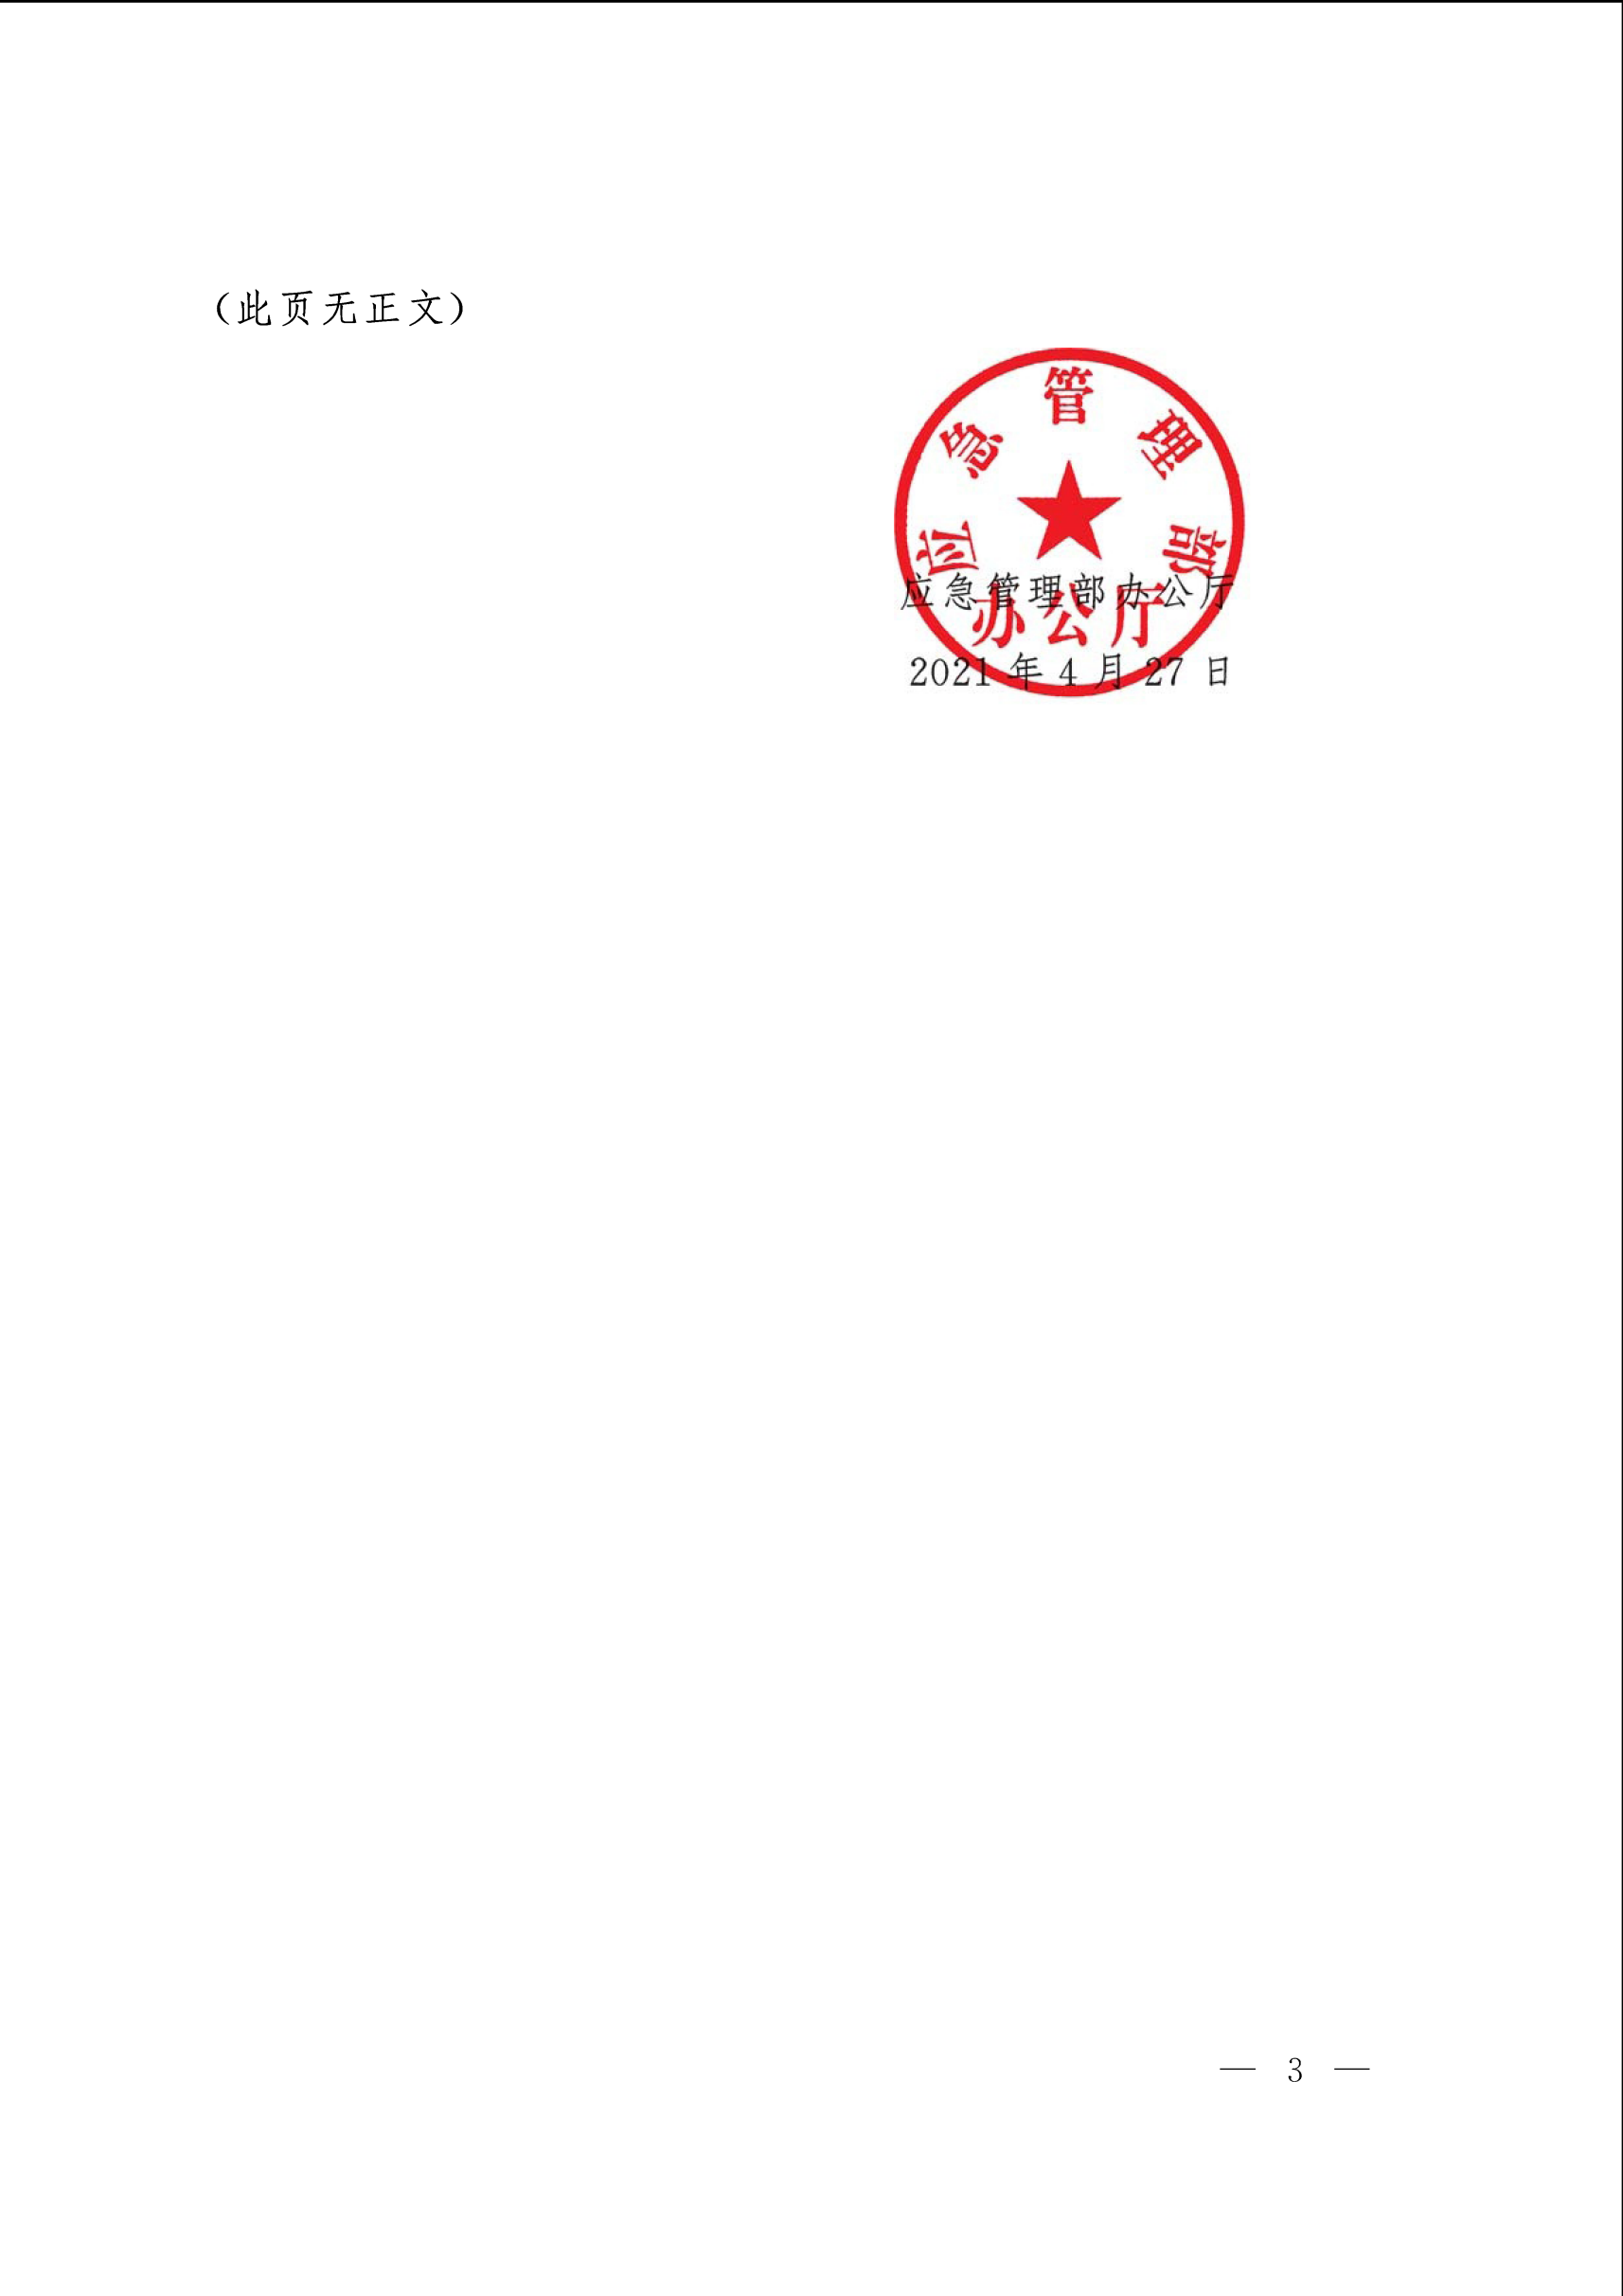 （此页无正文）
应急管理部
办公厅
应急管理部办公厅
2021年4月27日
— 3 —